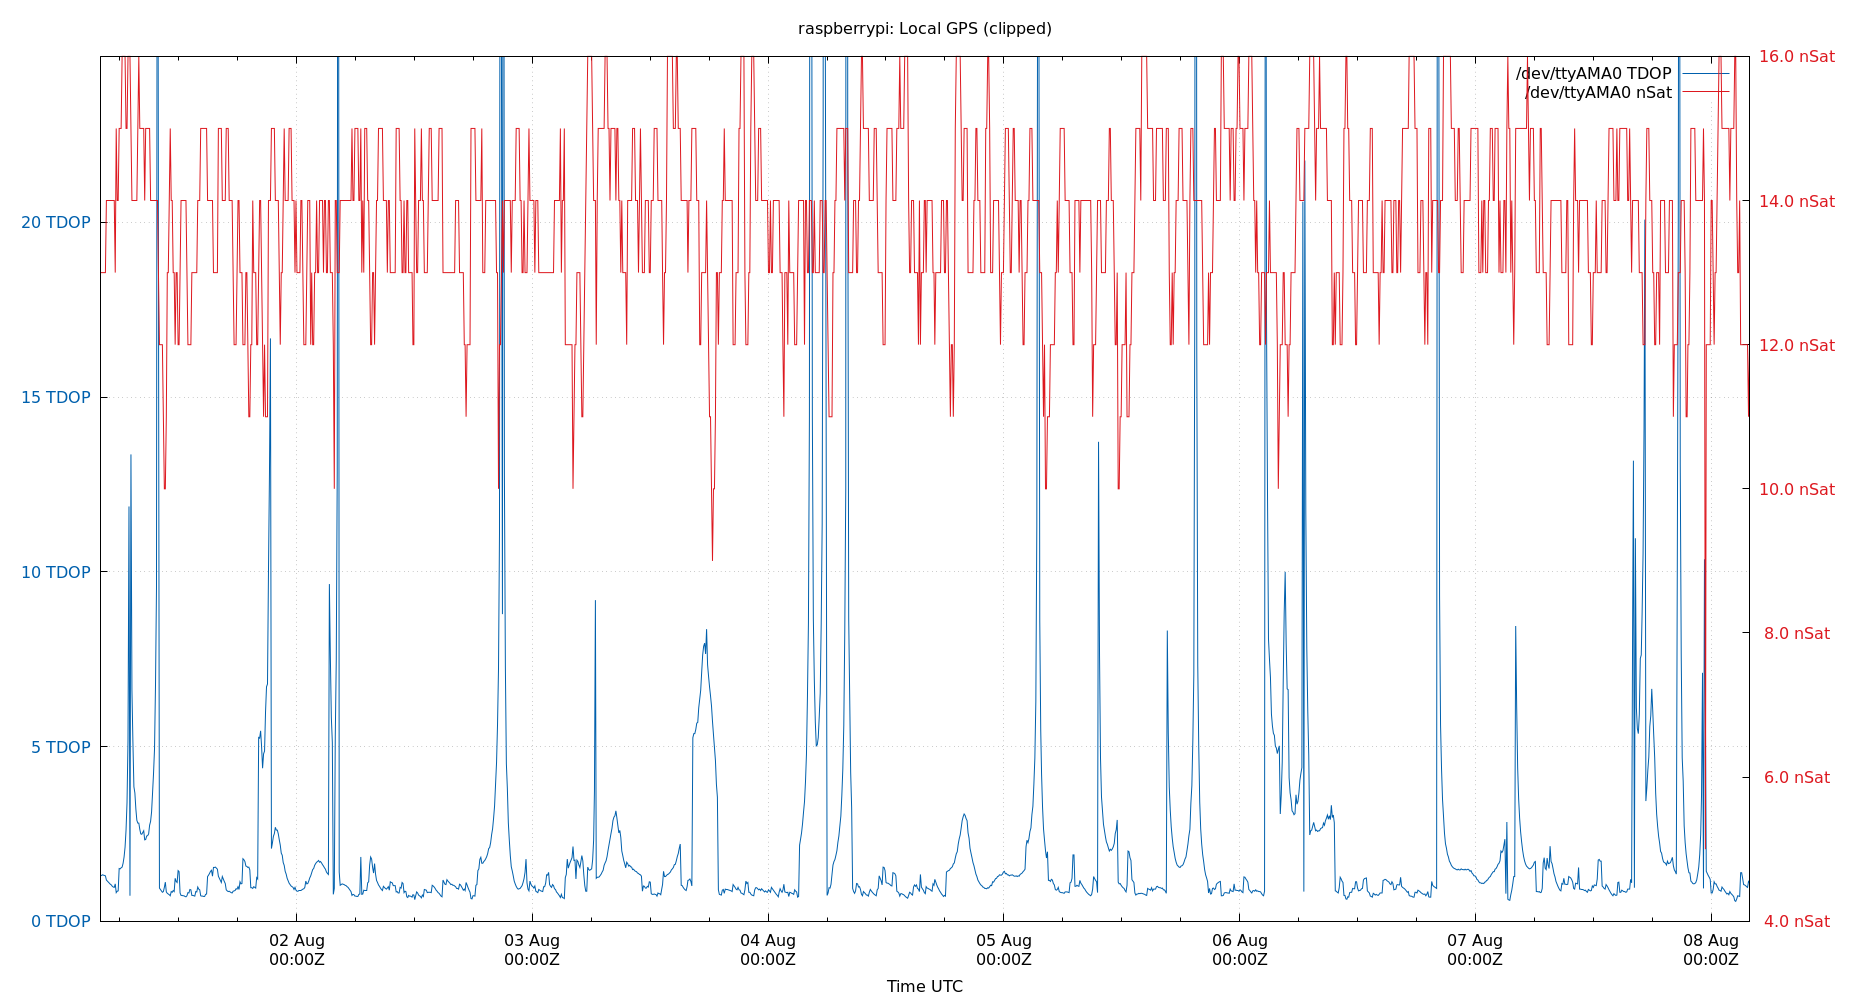 raspberrypi: Local GPS (clipped)
16.0 nSat
/dev/ttyAMA0 TDOP
/dev/ttyAMA0 nSat
14.0 nSat
20 TDOP
12.0 nSat
15 TDOP
10.0 nSat
10 TDOP
8.0 nSat
5 TDOP
6.0 nSat
0 TDOP
4.0 nSat
02 Aug
00:00Z
03 Aug
00:00Z
04 Aug
00:00Z
05 Aug
00:00Z
06 Aug
00:00Z
07 Aug
00:00Z
08 Aug
00:00Z
Time UTC